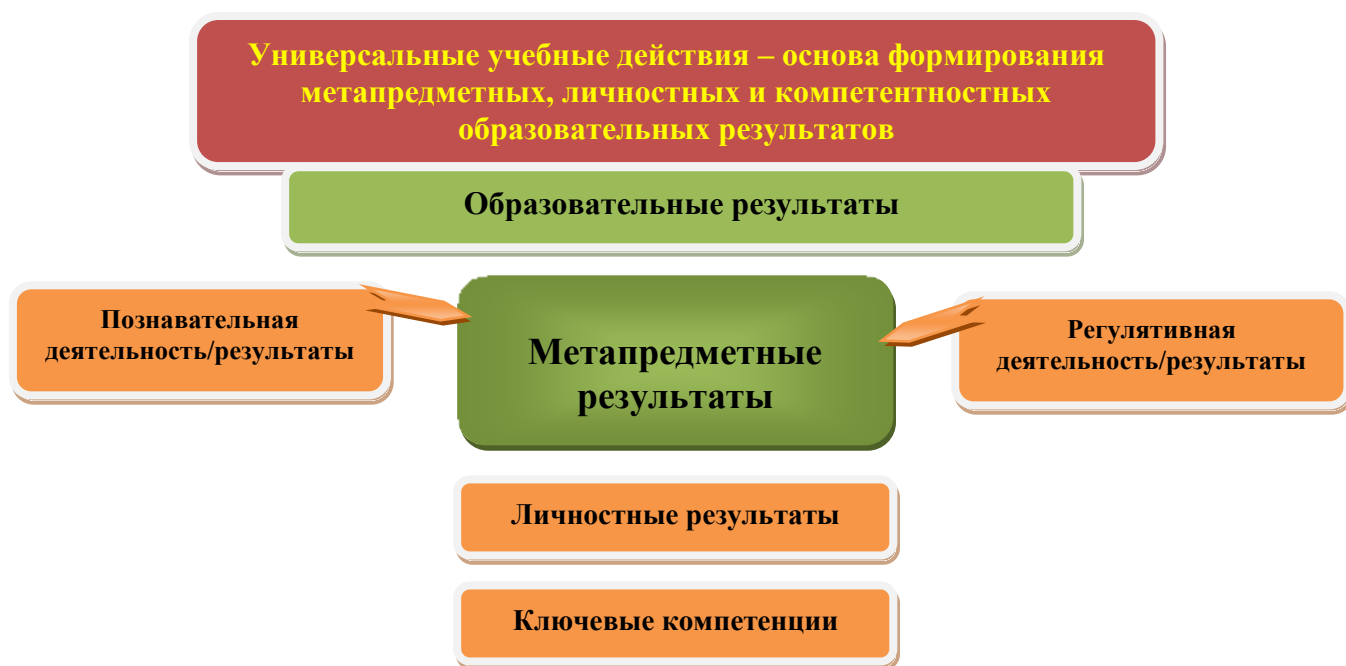 Универсальные учебные действия – основа формирования
метапредметных, личностных и компетентностных
образовательных результатов
Образовательные результаты
Познавательная
деятельность/результаты
Метапредметные
результаты
Регулятивная
деятельность/результаты
Личностные результаты
Ключевые компетенции